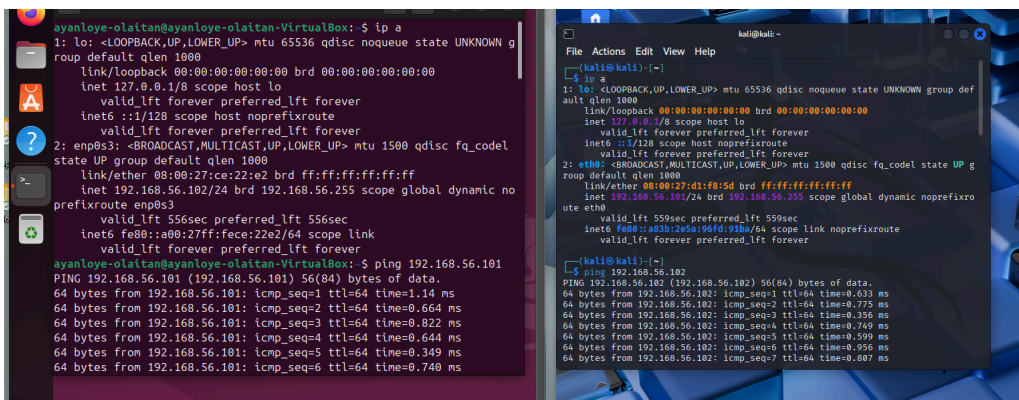 ayanloye-olaitan@ayanloye-olaitan-VirtualBox:~$ ip a
1: lo: <LOOPBACK,UP,LOWER_UP> mtu 65536 qdisc noqueue state UNKNOWN g
roup default qlen 1000
    link/loopback 00:00:00:00:00:00 brd 00:00:00:00:00:00
    inet 127.0.0.1/8 scope host lo
       valid_lft forever preferred_lft forever
    inet6 ::1/128 scope host noprefixroute
       valid_lft forever preferred_lft forever
2: enp0s3: <BROADCAST,MULTICAST,UP,LOWER_UP> mtu 1500 qdisc fq_codel
state UP group default qlen 1000
    link/ether 08:00:27:ce:22:e2 brd ff:ff:ff:ff:ff:ff
    inet 192.168.56.102/24 brd 192.168.56.255 scope global dynamic no
prefixroute enp0s3
       valid_lft 556sec preferred_lft 556sec
    inet6 fe80::a00:27ff:fece:22e2/64 scope link
       valid_lft forever preferred_lft forever
ayanloye-olaitan@ayanloye-olaitan-VirtualBox:~$ ping 192.168.56.101
PING 192.168.56.101 (192.168.56.101) 56(84) bytes of data.
64 bytes from 192.168.56.101: icmp_seq=1 ttl=64 time=1.14 ms
64 bytes from 192.168.56.101: icmp_seq=2 ttl=64 time=0.664 ms
64 bytes from 192.168.56.101: icmp_seq=3 ttl=64 time=0.822 ms
64 bytes from 192.168.56.101: icmp_seq=4 ttl=64 time=0.644 ms
64 bytes from 192.168.56.101: icmp_seq=5 ttl=64 time=0.349 ms
64 bytes from 192.168.56.101: icmp_seq=6 ttl=64 time=0.740 ms
kali@kali: ~
File Actions Edit View Help
┌──(kali㉿kali)-[~]
└─$ ip a
1: lo: <LOOPBACK,UP,LOWER_UP> mtu 65536 qdisc noqueue state UNKNOWN group def
ault qlen 1000
    link/loopback 00:00:00:00:00:00 brd 00:00:00:00:00:00
    inet 127.0.0.1/8 scope host lo
       valid_lft forever preferred_lft forever
    inet6 ::1/128 scope host noprefixroute
       valid_lft forever preferred_lft forever
2: eth0: <BROADCAST,MULTICAST,UP,LOWER_UP> mtu 1500 qdisc fq_codel state UP g
roup default qlen 1000
    link/ether 08:00:27:d1:f8:5d brd ff:ff:ff:ff:ff:ff
    inet 192.168.56.101/24 brd 192.168.56.255 scope global dynamic noprefixro
ute eth0
       valid_lft 559sec preferred_lft 559sec
    inet6 fe80::a83b:2e5a:96fd:91ba/64 scope link noprefixroute
       valid_lft forever preferred_lft forever
┌──(kali㉿kali)-[~]
└─$ ping 192.168.56.102
PING 192.168.56.102 (192.168.56.102) 56(84) bytes of data.
64 bytes from 192.168.56.102: icmp_seq=1 ttl=64 time=0.633 ms
64 bytes from 192.168.56.102: icmp_seq=2 ttl=64 time=0.775 ms
64 bytes from 192.168.56.102: icmp_seq=3 ttl=64 time=0.356 ms
64 bytes from 192.168.56.102: icmp_seq=4 ttl=64 time=0.749 ms
64 bytes from 192.168.56.102: icmp_seq=5 ttl=64 time=0.599 ms
64 bytes from 192.168.56.102: icmp_seq=6 ttl=64 time=0.956 ms
64 bytes from 192.168.56.102: icmp_seq=7 ttl=64 time=0.807 ms